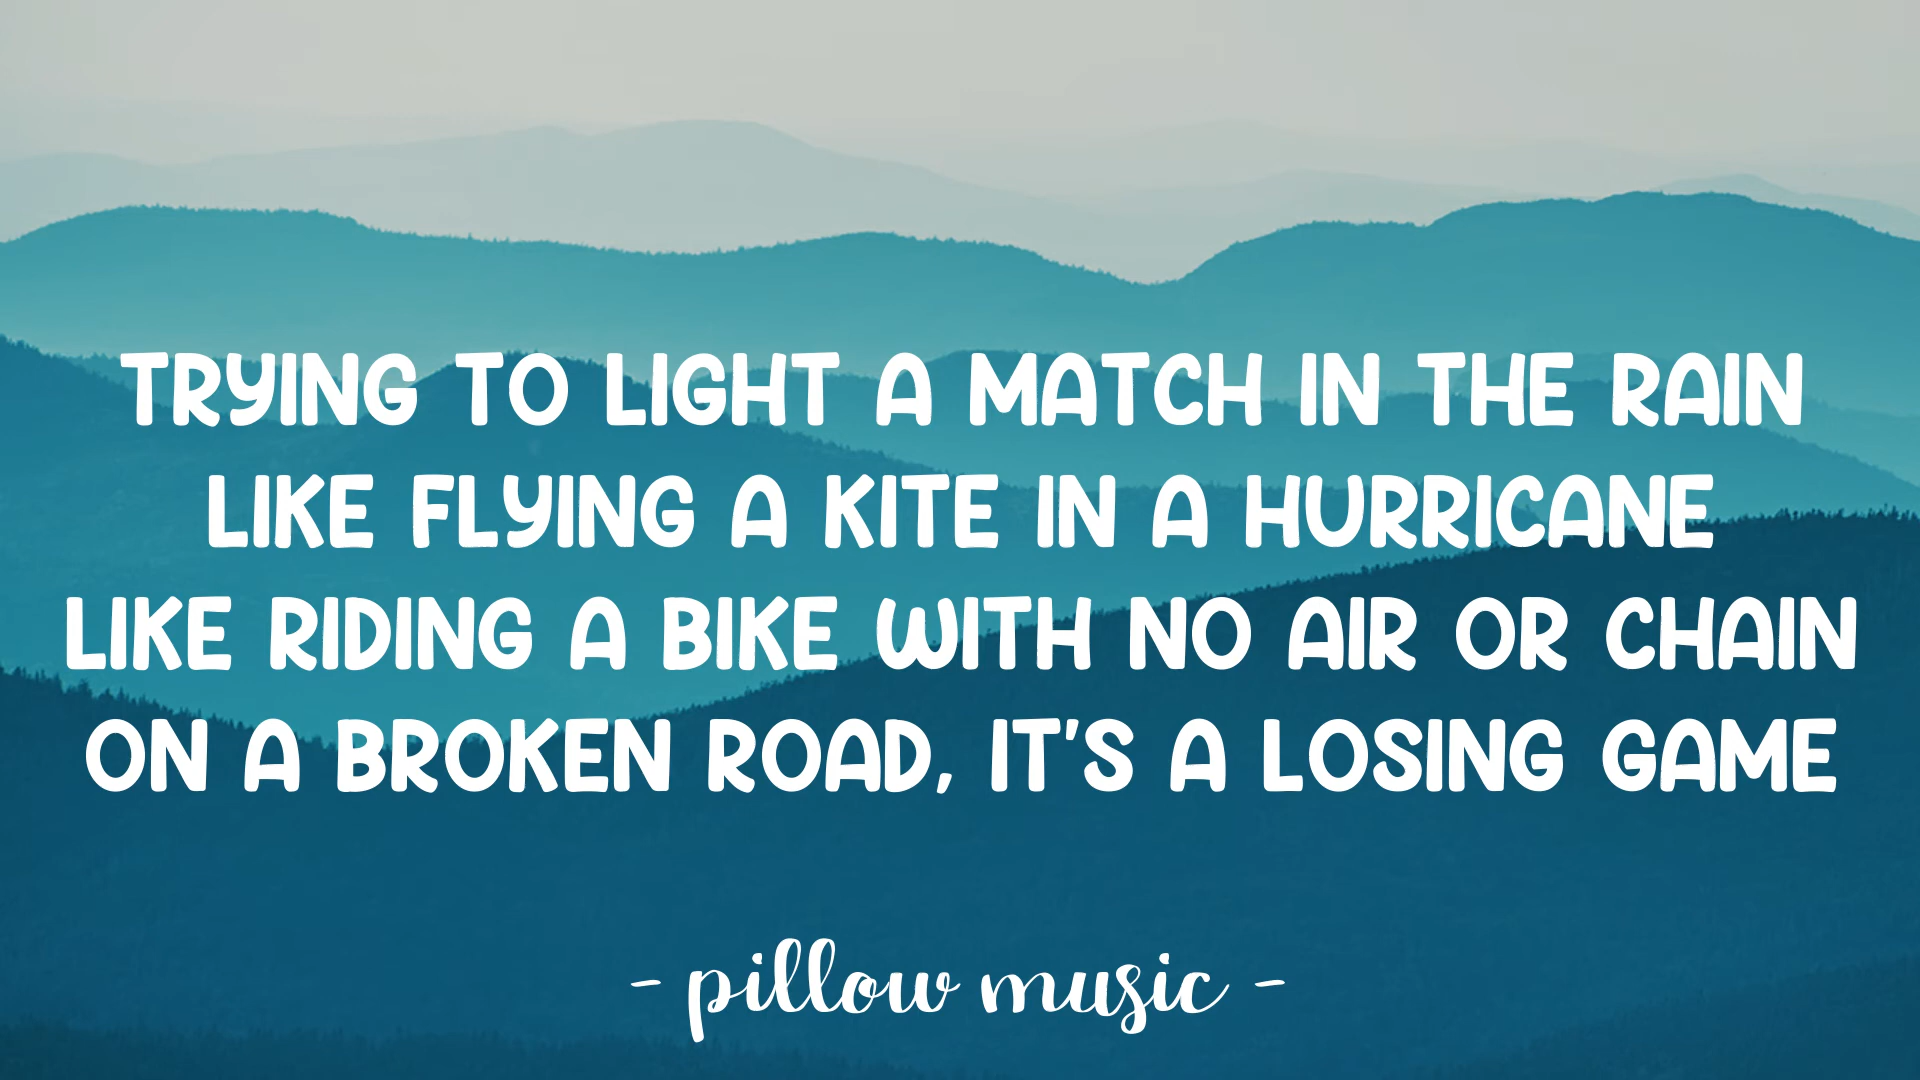 TRYING TO LIGHT A MATCH IN THE RAIN
LIKE FLYING A KITE IN A HURRICANE
LIKE RIDING A BIKE WITH NO AIR OR CHAIN
ON A BROKEN ROAD, IT'S A LOSING GAME
- pillow music -